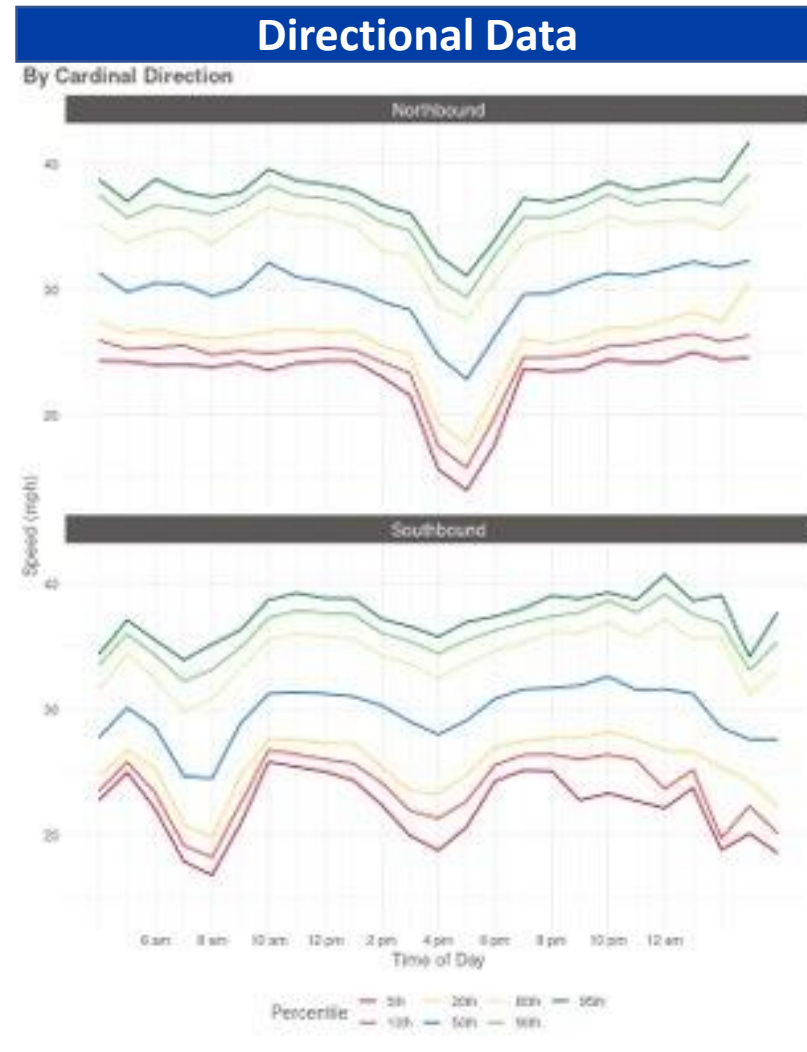 Directional Data
By Cardinal Direction
Northbound
40
30
20
Speed (mph)
Southbound
40
30
20
6 am 8 am 10 am 12 pm 2 pm 4 pm 6 pm 8 pm 10 pm 12 am
Time of Day
Percentile 5th 20th 80th 95th
10th 50th 90th